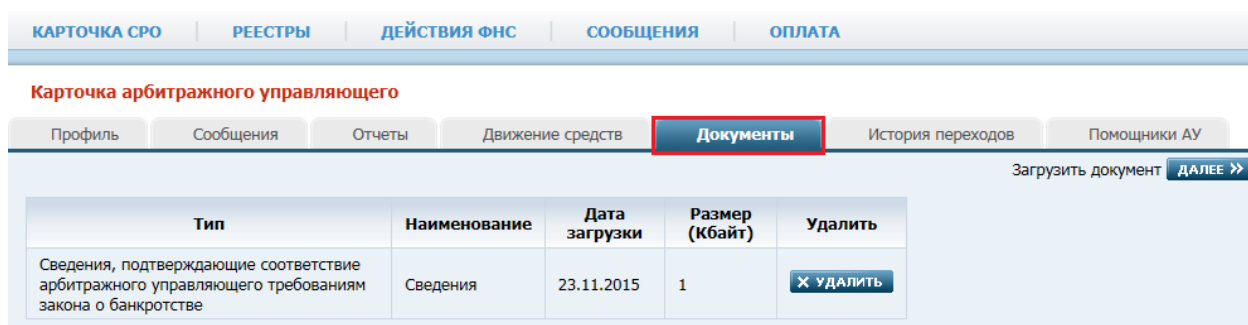 КАРТОЧКА СРО РЕЕСТРЫ ДЕЙСТВИЯ ФНС СООБЩЕНИЯ ОПЛАТА
Карточка арбитражного управляющего
Профиль Сообщения Отчеты Движение средств Документы История переходов Помощники АУ
Загрузить документ ДАЛЕЕ
Тип Наименование Дата загрузки Размер (Кбайт) Удалить
Сведения, подтверждающие соответствие
арбитражного управляющего требованиям
закона о банкротстве
Сведения 23.11.2015 1 X УДАЛИТЬ